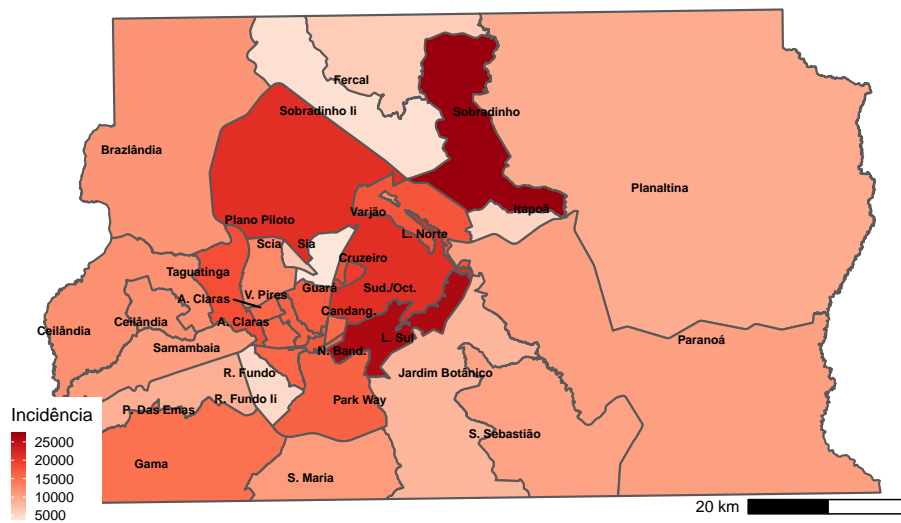 Fercal
Sobradinho Ii
Sobradinho
Brazlândia
Planaltina
Itapoã
Varjão
Plano Piloto
L. Norte
Scia
Sia
Cruzeiro
Taguatinga
Guará
Sud./Oct.
A. Claras
V. Pires
Candang.
Ceilândia
Ceilândia
A. Claras
L. Sul
Paranoá
Samambaia
N. Band.
R. Fundo
Jardim Botânico
R. Fundo Ii
Park Way
P. Das Emas
S. Sebastião
Gama
S. Maria
Incidência
25000
20000
15000
10000
5000
20 km